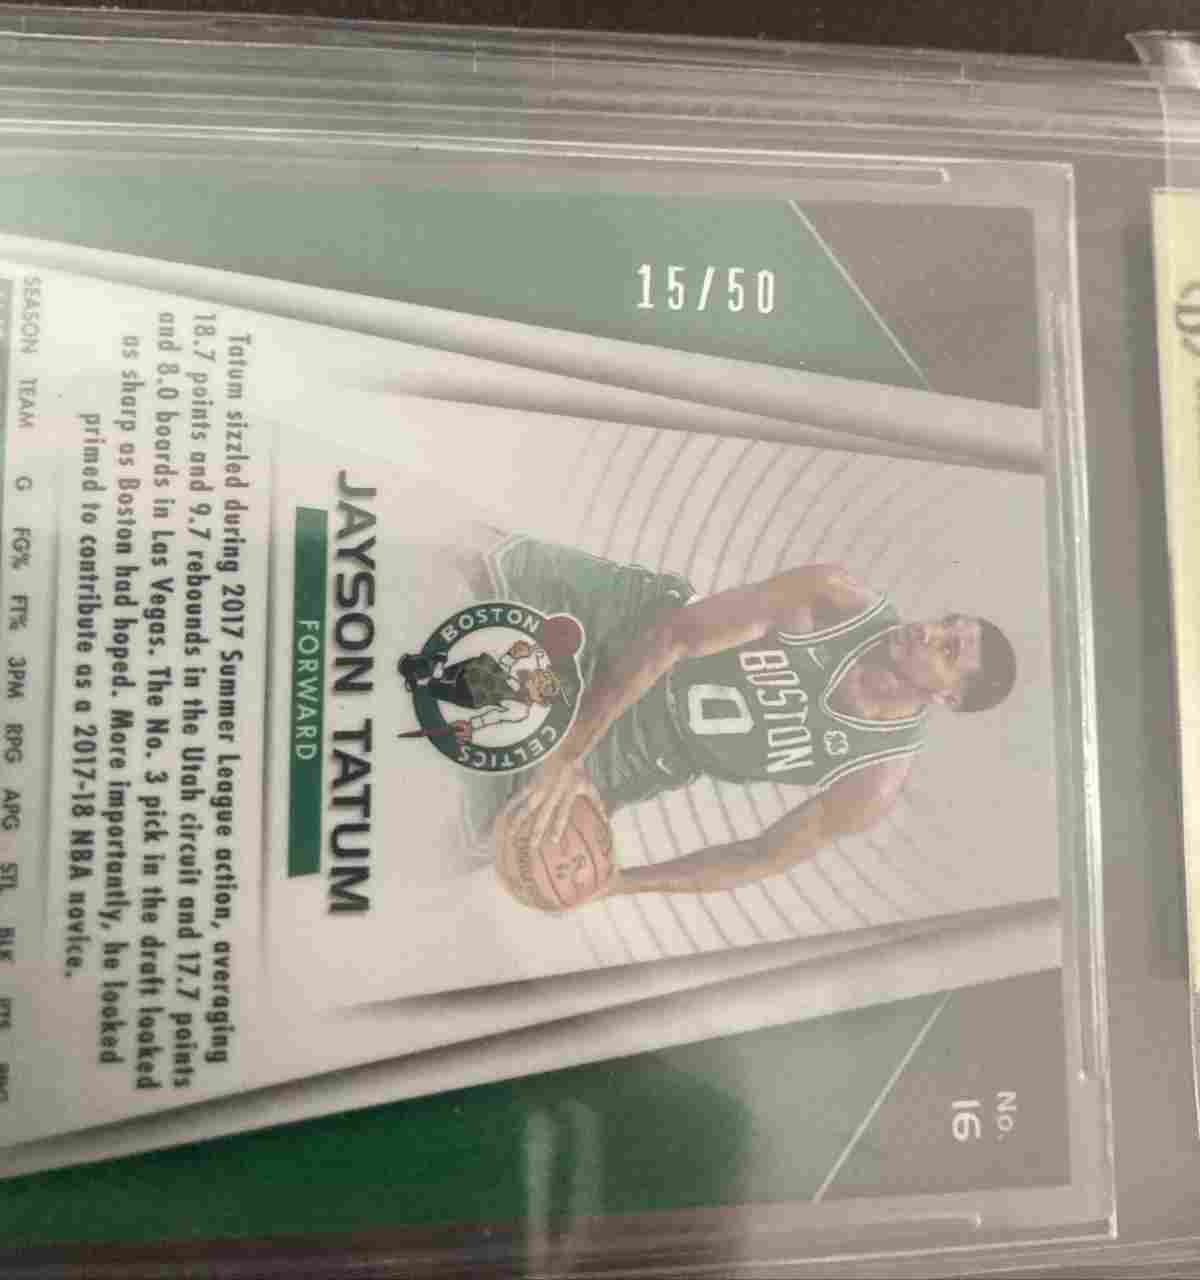 No.
16
15/50
BOSTON
0
BOSTON
CELTICS
JAYSON TATUM
FORWARD
Tatum sizzled during 2017 Summer League action, averaging
18.7 points and 9.7 rebounds in the Utah circuit and 17.7 points
and 8.0 boards in Las Vegas. The No. 3 pick in the draft looked
as sharp as Boston had hoped. More importantly, he looked
primed to contribute as a 2017-18 NBA novice.
SEASON TEAM G FG% FT% 3PM RPG APG STL BLK PTS PPG